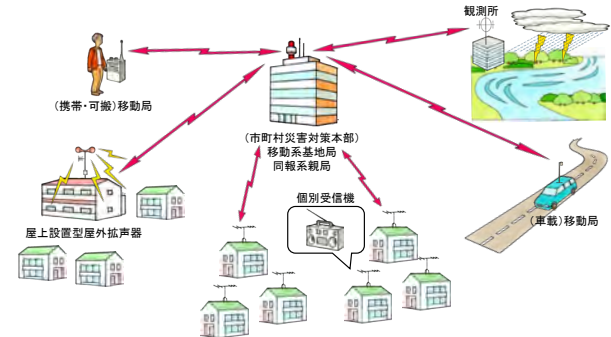 観測所
(携帯・可搬)移動局
(市町村災害対策本部)
移動系基地局
同報系親局
個別受信機
(車載)移動局
屋上設置型屋外拡声器